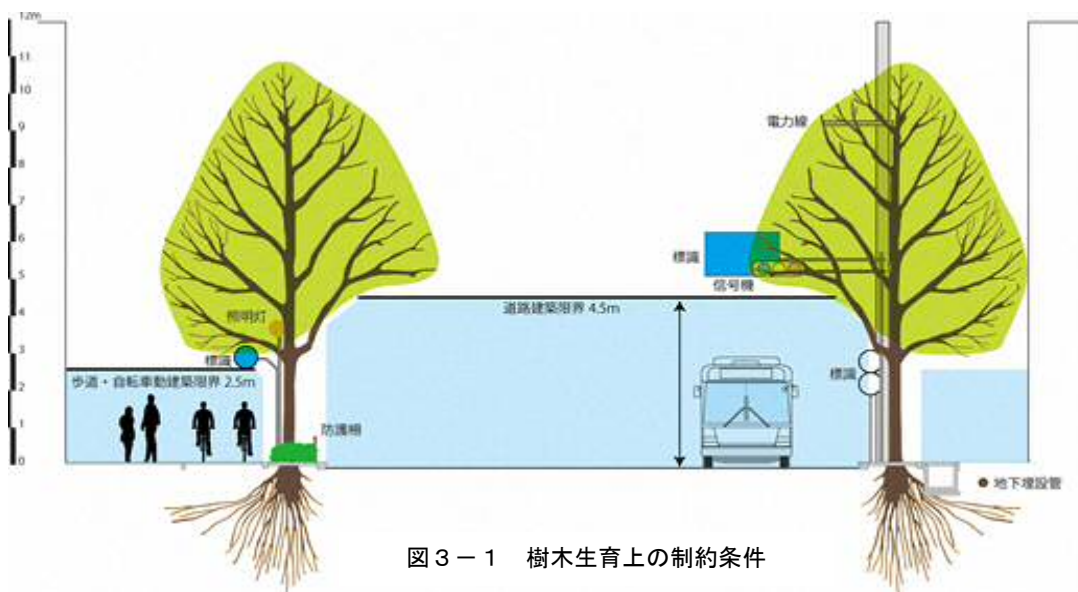 12m
11
10
9
8
7
6
5
4
3
2
1
0
電力線
標識
信号機
道路建築限界 4.5m
照明灯
標識
標識
歩道・自転車動建築限界 2.5m
防護柵
地下埋設管
図3－1 樹木生育上の制約条件